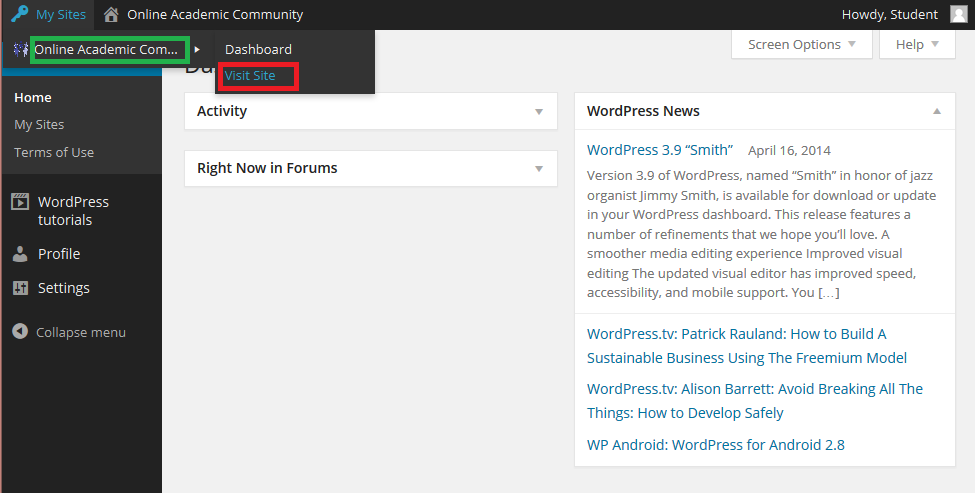 My Sites
Online Academic Community
Howdy, Student
Online Academic Com...
Dashboard
Visit Site
Screen Options
Help
Home
My Sites
Terms of Use
WordPress
tutorials
Profile
Settings
Collapse menu
Activity
Right Now in Forums
WordPress News
WordPress 3.9 “Smith” April 16, 2014
Version 3.9 of WordPress, named “Smith” in honor of jazz
organist Jimmy Smith, is available for download or update
in your WordPress dashboard. This release features a
number of refinements that we hope you’ll love. A
smoother media editing experience Improved visual
editing The updated visual editor has improved speed,
accessibility, and mobile support. You […]
WordPress.tv: Patrick Rauland: How to Build A
Sustainable Business Using The Freemium Model
WordPress.tv: Alison Barrett: Avoid Breaking All The
Things: How to Develop Safely
WP Android: WordPress for Android 2.8